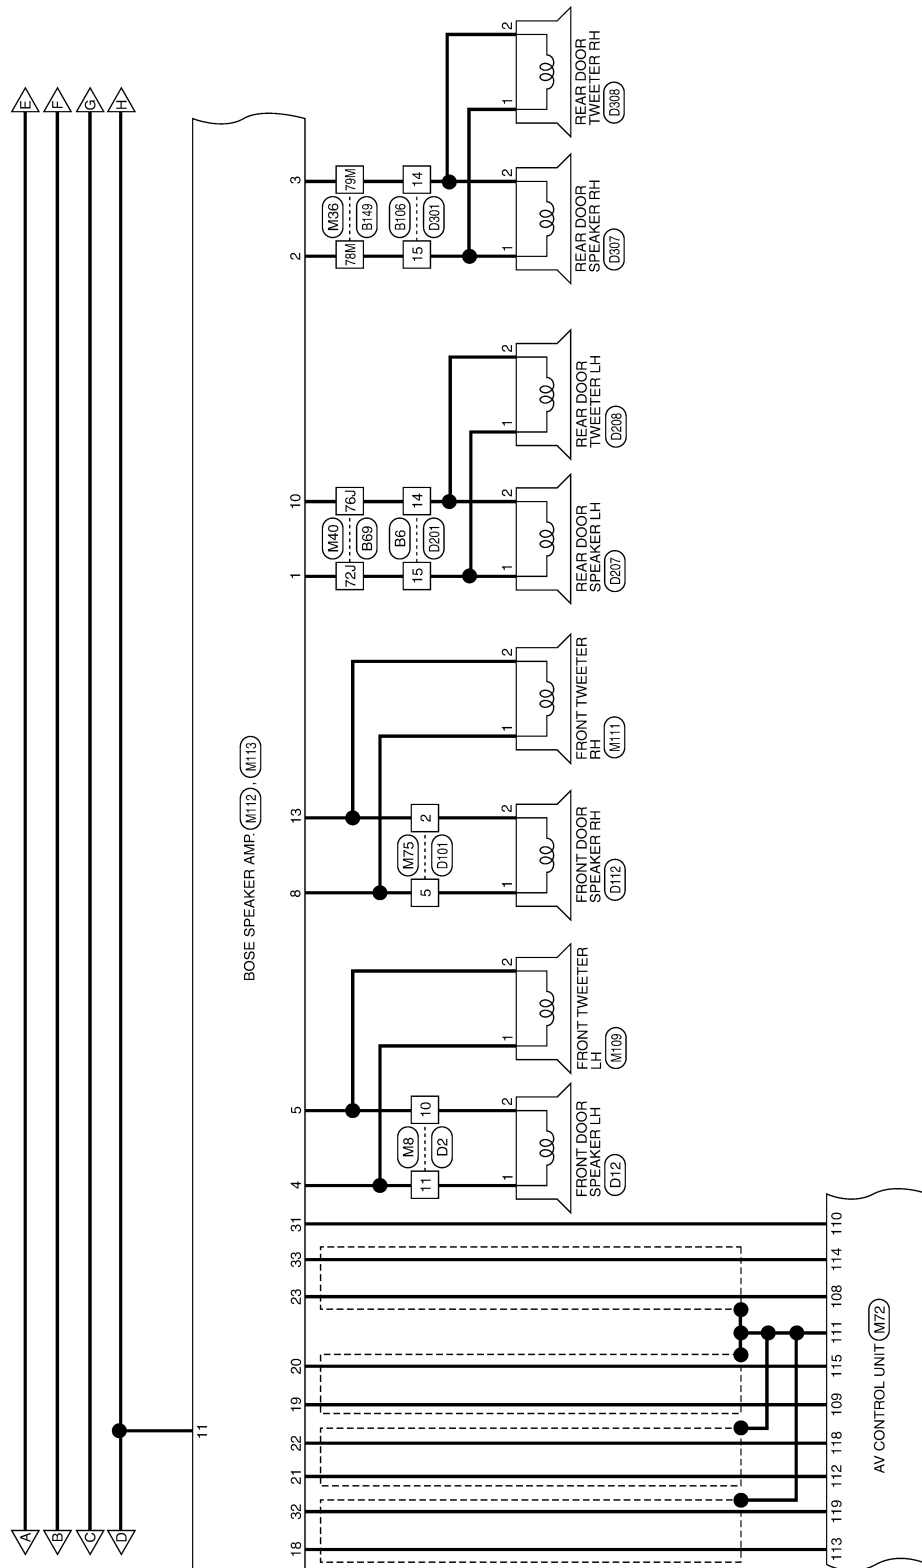 A
B
C
D
E
F
G
H
11
BOSE SPEAKER AMP. M112 , M113
18
32
21
22
19
20
23
33
31
4
5
8
13
1
10
2
3
11
10
M8
D2
1
2
FRONT DOOR
SPEAKER LH
D12
1
2
FRONT TWEETER
LH
M109
5
2
M75
D101
1
2
FRONT DOOR
SPEAKER RH
D112
1
2
FRONT TWEETER
RH
M111
72J
76J
M40
B69
15
14
B6
D201
1
2
REAR DOOR
SPEAKER LH
D207
1
2
REAR DOOR
TWEETER LH
D208
78M
79M
M36
B149
15
14
B106
D301
1
2
REAR DOOR
SPEAKER RH
D307
1
2
REAR DOOR
TWEETER RH
D308
113
119
112
118
109
115
111
108
114
110
AV CONTROL UNIT M72